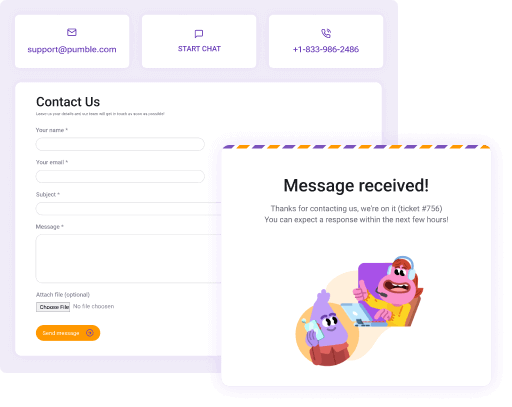 support@pumble.com
START CHAT
+1-833-986-2486
Contact Us
Leave us your details and our team will get in touch as soon as possible!
Your name *
Your email *
Subject *
Message *
Attach file (optional)
Choose File No file choosem
Send message
Message received!
Thanks for contacting us, we're on it (ticket #756)
You can expect a response within the next few hours!